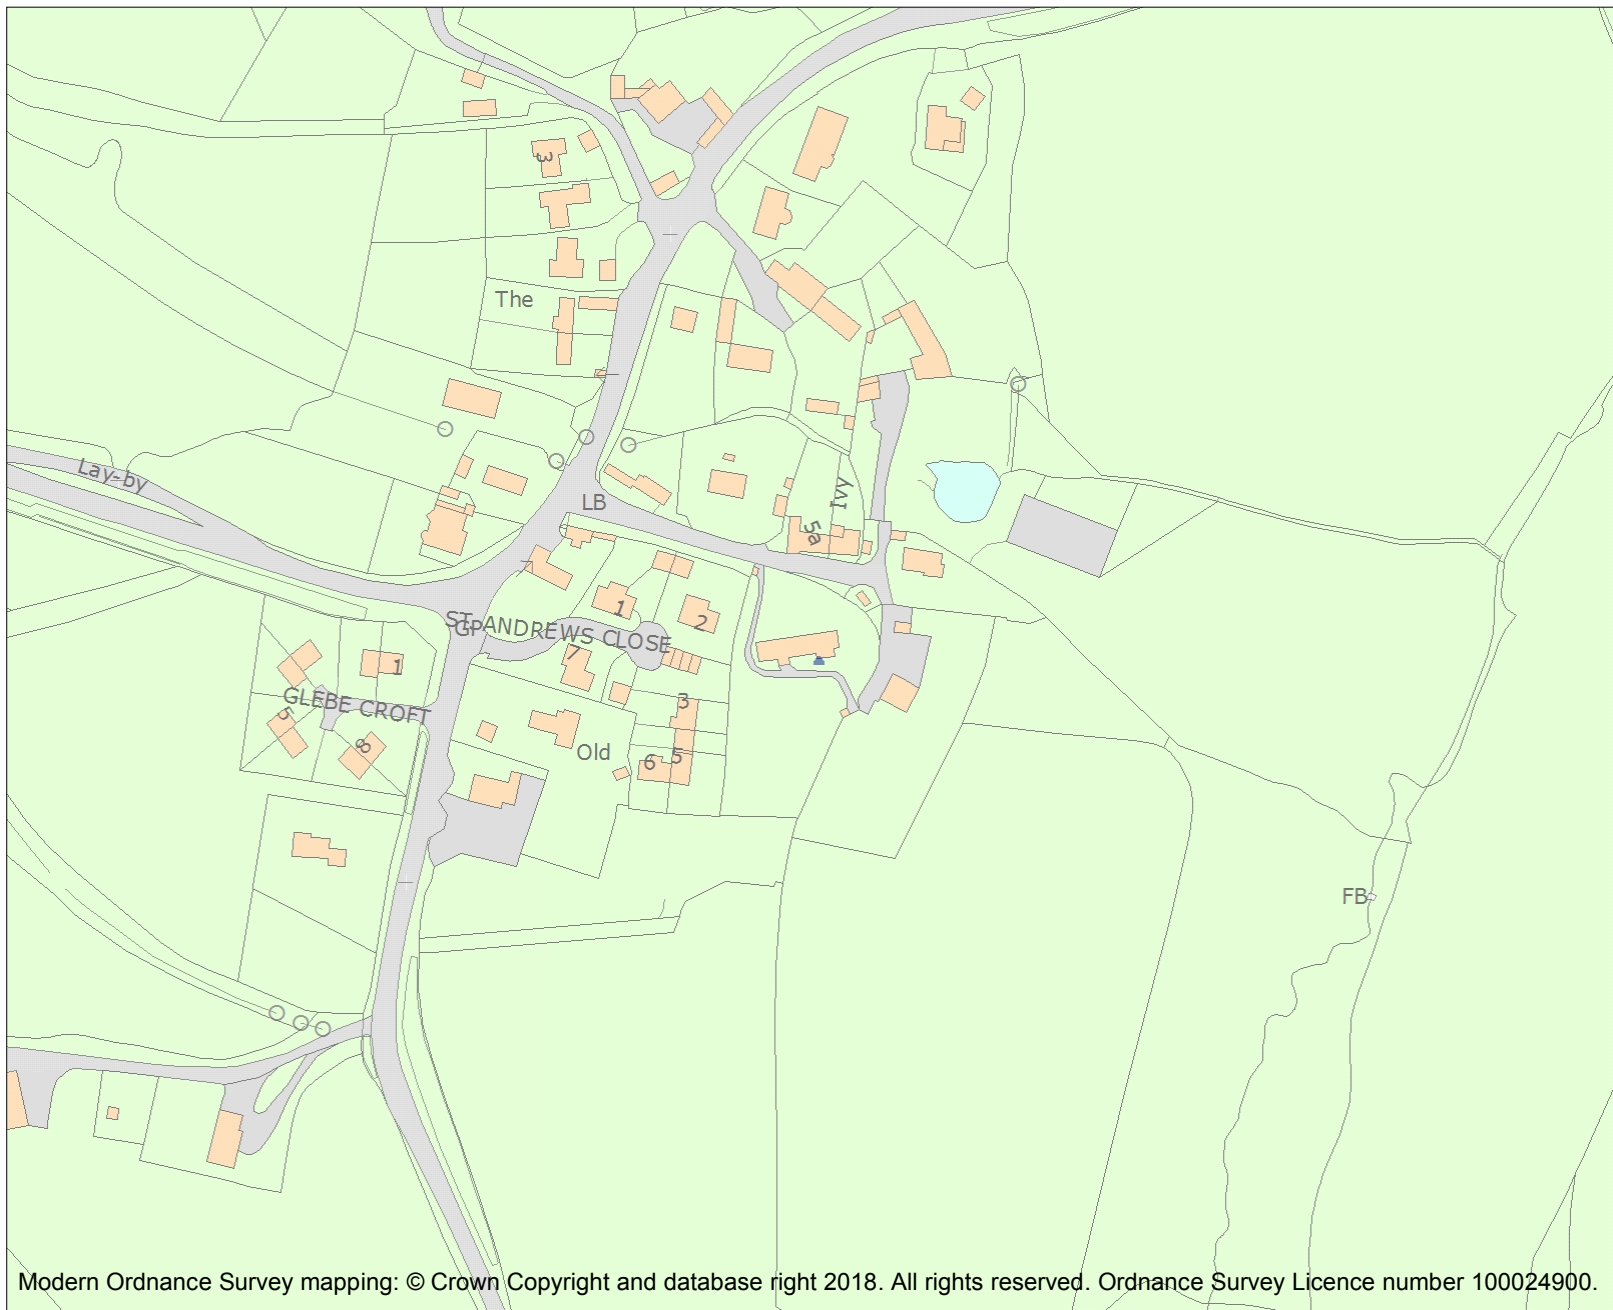 3
The
Lay-by
LB
Ivy
5a
1
2
ST ANDREWS CLOSE
GP
7
1
GLEBE CROFT
5
8
3
Old
6
5
FB
Modern Ordnance Survey mapping: © Crown Copyright and database right 2018. All rights reserved. Ordnance Survey Licence number 100024900.